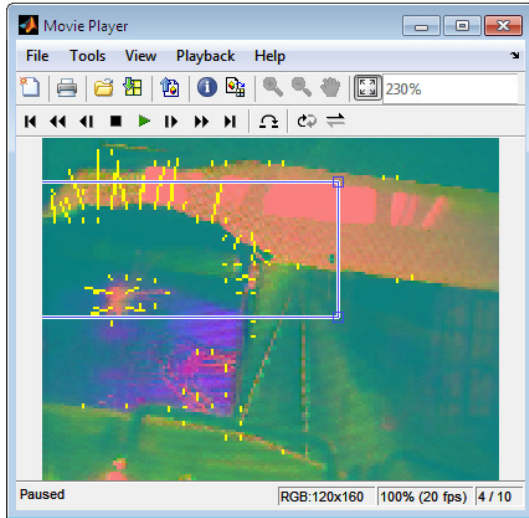 Movie Player
File Tools View Playback Help
230%
Paused RGB:120x160 100% (20 fps) 4 / 10